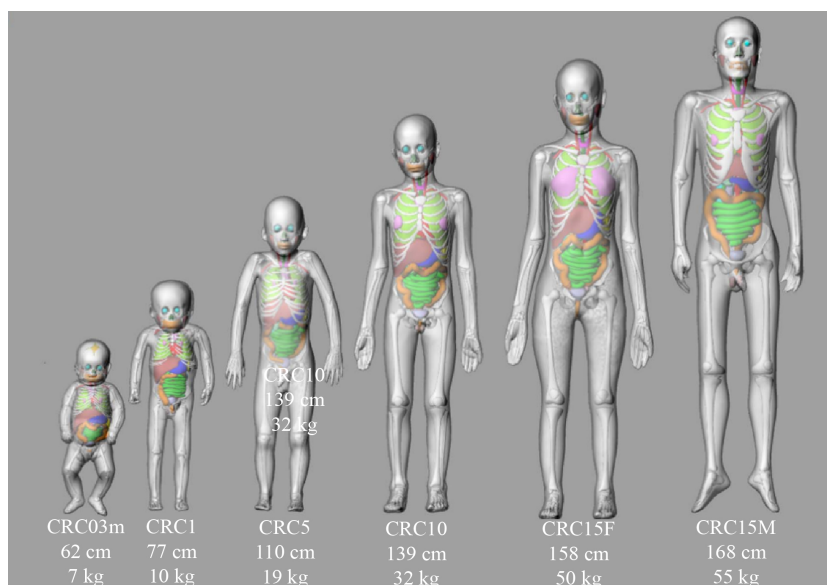 CRC10
139 cm
32 kg
CRC03m CRC1 CRC5 CRC10 CRC15F CRC15M
62 cm 77 cm 110 cm 139 cm 158 cm 168 cm
7 kg 10 kg 19 kg 32 kg 50 kg 55 kg